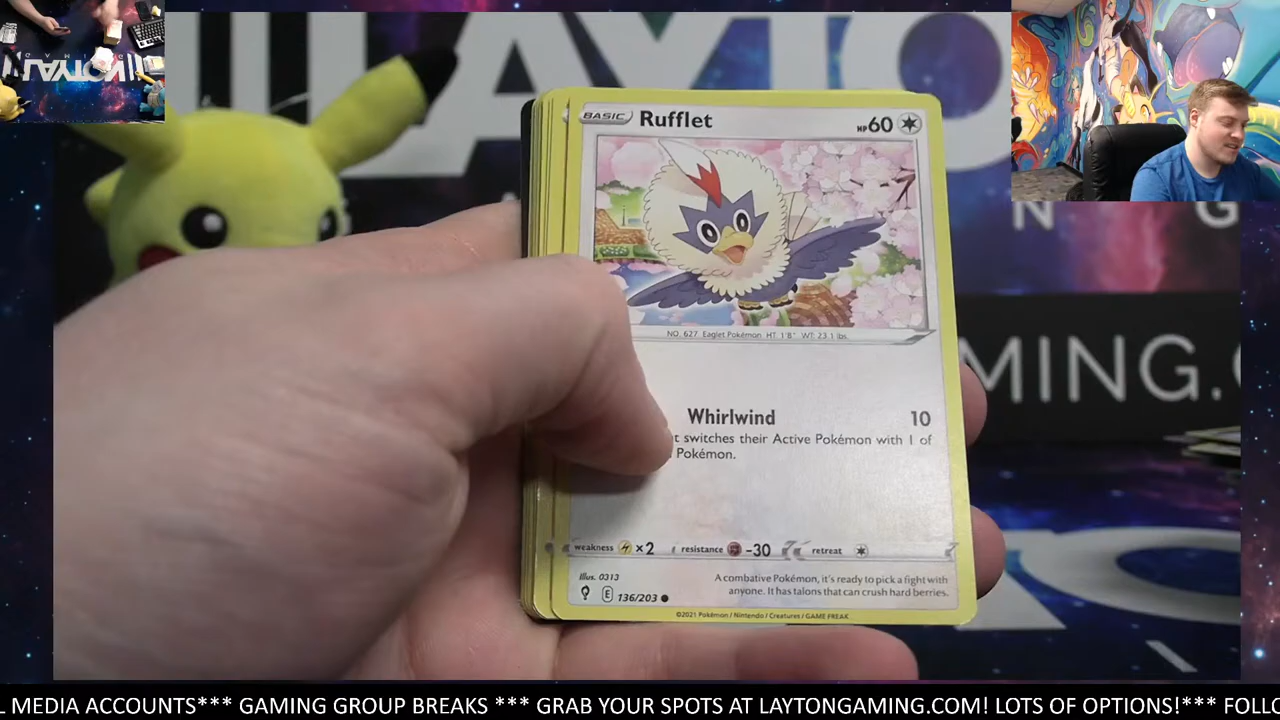 LAYTO
BASIC Rufflet HP60
NO. 627 Eaglet Pokémon HT: 1'8" WT: 23.1 lbs.
Whirlwind 10
switches their Active Pokémon with 1 of
Pokémon.
weakness ×2 resistance -30 retreat
Illus. 0313
A combative Pokémon, it's ready to pick a fight with
anyone. It has talons that can crush hard berries.
E 136/203
©2021 Pokémon / Nintendo / Creatures / GAME FREAK
N G
MING.C
L MEDIA ACCOUNTS*** GAMING GROUP BREAKS *** GRAB YOUR SPOTS AT LAYTONGAMING.COM! LOTS OF OPTIONS!*** FOLLO